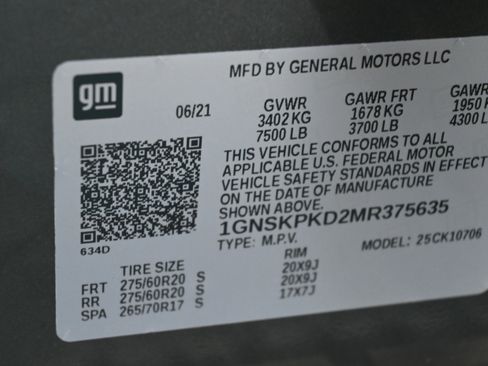 MFD BY GENERAL MOTORS LLC
gm
06/21
GVWR GAWR FRT GAWR
3402 KG 1678 KG 1950
7500 LB 3700 LB 4300 L
THIS VEHICLE CONFORMS TO ALL
APPLICABLE U.S. FEDERAL MOTOR
VEHICLE SAFETY STANDARDS IN EFFECT
ON THE DATE OF MANUFACTURE
SHOWN ABOVE.
1GNSKPKD2MR375635
634D
TYPE: M.P.V. MODEL: 25CK10706
TIRE SIZE RIM
FRT 275/60R20 S 20X9J
RR 275/60R20 S 20X9J
SPA 265/70R17 S 17X7J